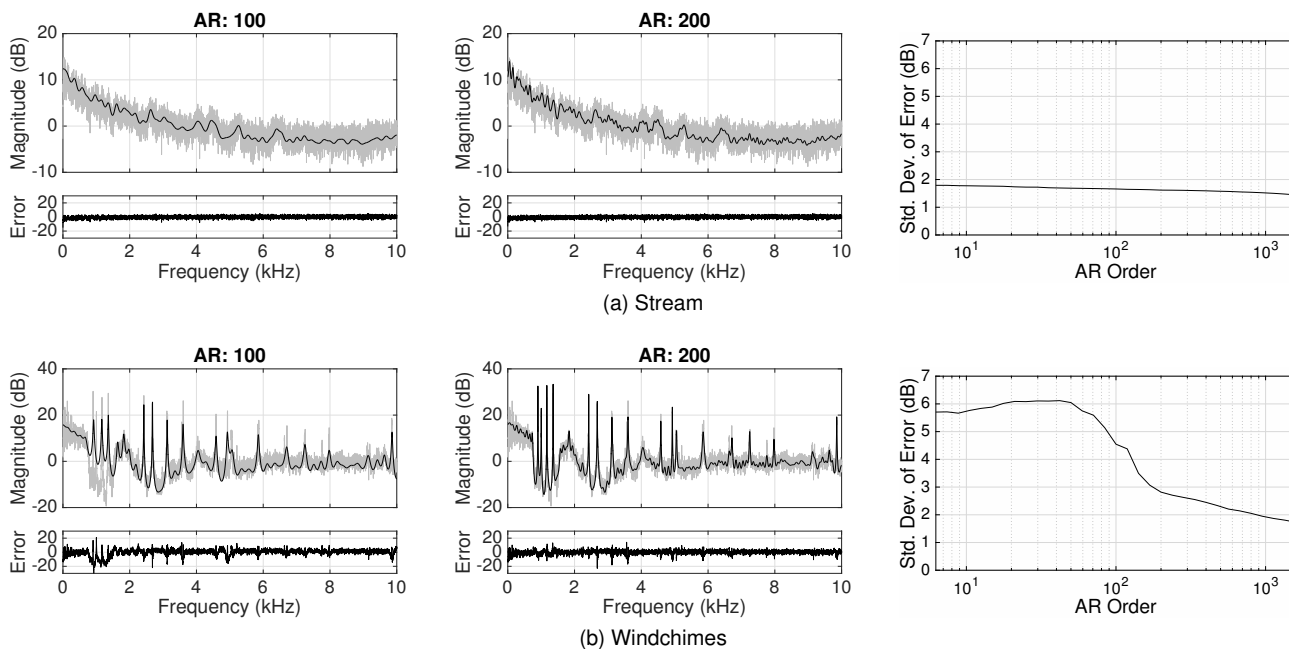 AR: 100
Magnitude (dB)
20
10
0
-10
Error
20
0
-20
0 2 4 6 8 10
Frequency (kHz)
AR: 200
Magnitude (dB)
20
10
0
-10
Error
20
0
-20
0 2 4 6 8 10
Frequency (kHz)
Std. Dev. of Error (dB)
7
6
5
4
3
2
1
0
10^1 10^2 10^3
AR Order
(a) Stream
AR: 100
Magnitude (dB)
40
20
0
-20
Error
20
0
-20
0 2 4 6 8 10
Frequency (kHz)
AR: 200
Magnitude (dB)
40
20
0
-20
Error
20
0
-20
0 2 4 6 8 10
Frequency (kHz)
Std. Dev. of Error (dB)
7
6
5
4
3
2
1
0
10^1 10^2 10^3
AR Order
(b) Windchimes